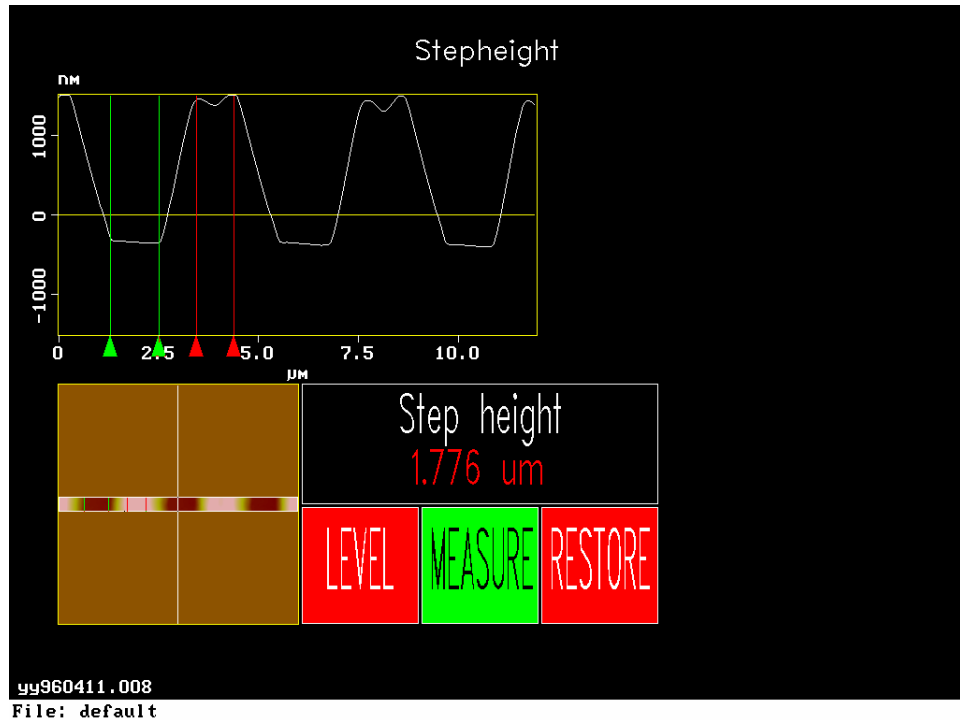 Stepheight
nM
1000
0
-1000
0 2.5 5.0 7.5 10.0
µM
Step height
1.776 um
LEVEL MEASURE RESTORE
yy960411.008
File: default